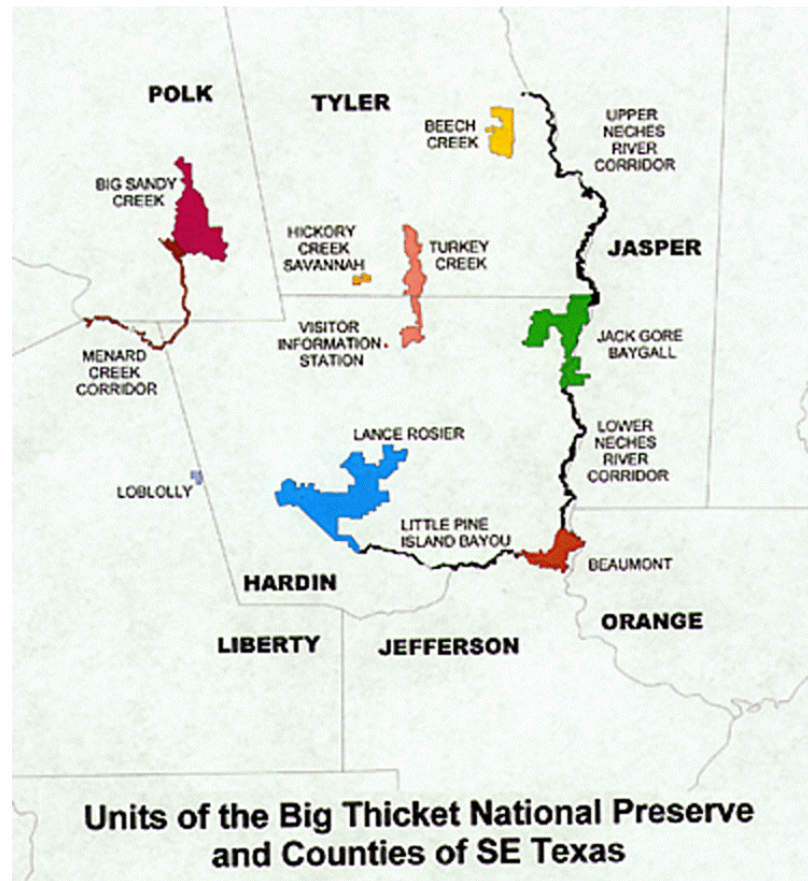 POLK
TYLER
BEECH
CREEK
UPPER
NECHES
RIVER
CORRIDOR
BIG SANDY
CREEK
HICKORY
CREEK
SAVANNAH
TURKEY
CREEK
JASPER
VISITOR
INFORMATION
STATION
JACK GORE
BAYGALL
MENARD
CREEK
CORRIDOR
LANCE ROSIER
LOWER
NECHES
RIVER
CORRIDOR
LOBLOLLY
LITTLE PINE
ISLAND BAYOU
BEAUMONT
HARDIN
ORANGE
LIBERTY
JEFFERSON
Units of the Big Thicket National Preserve
and Counties of SE Texas